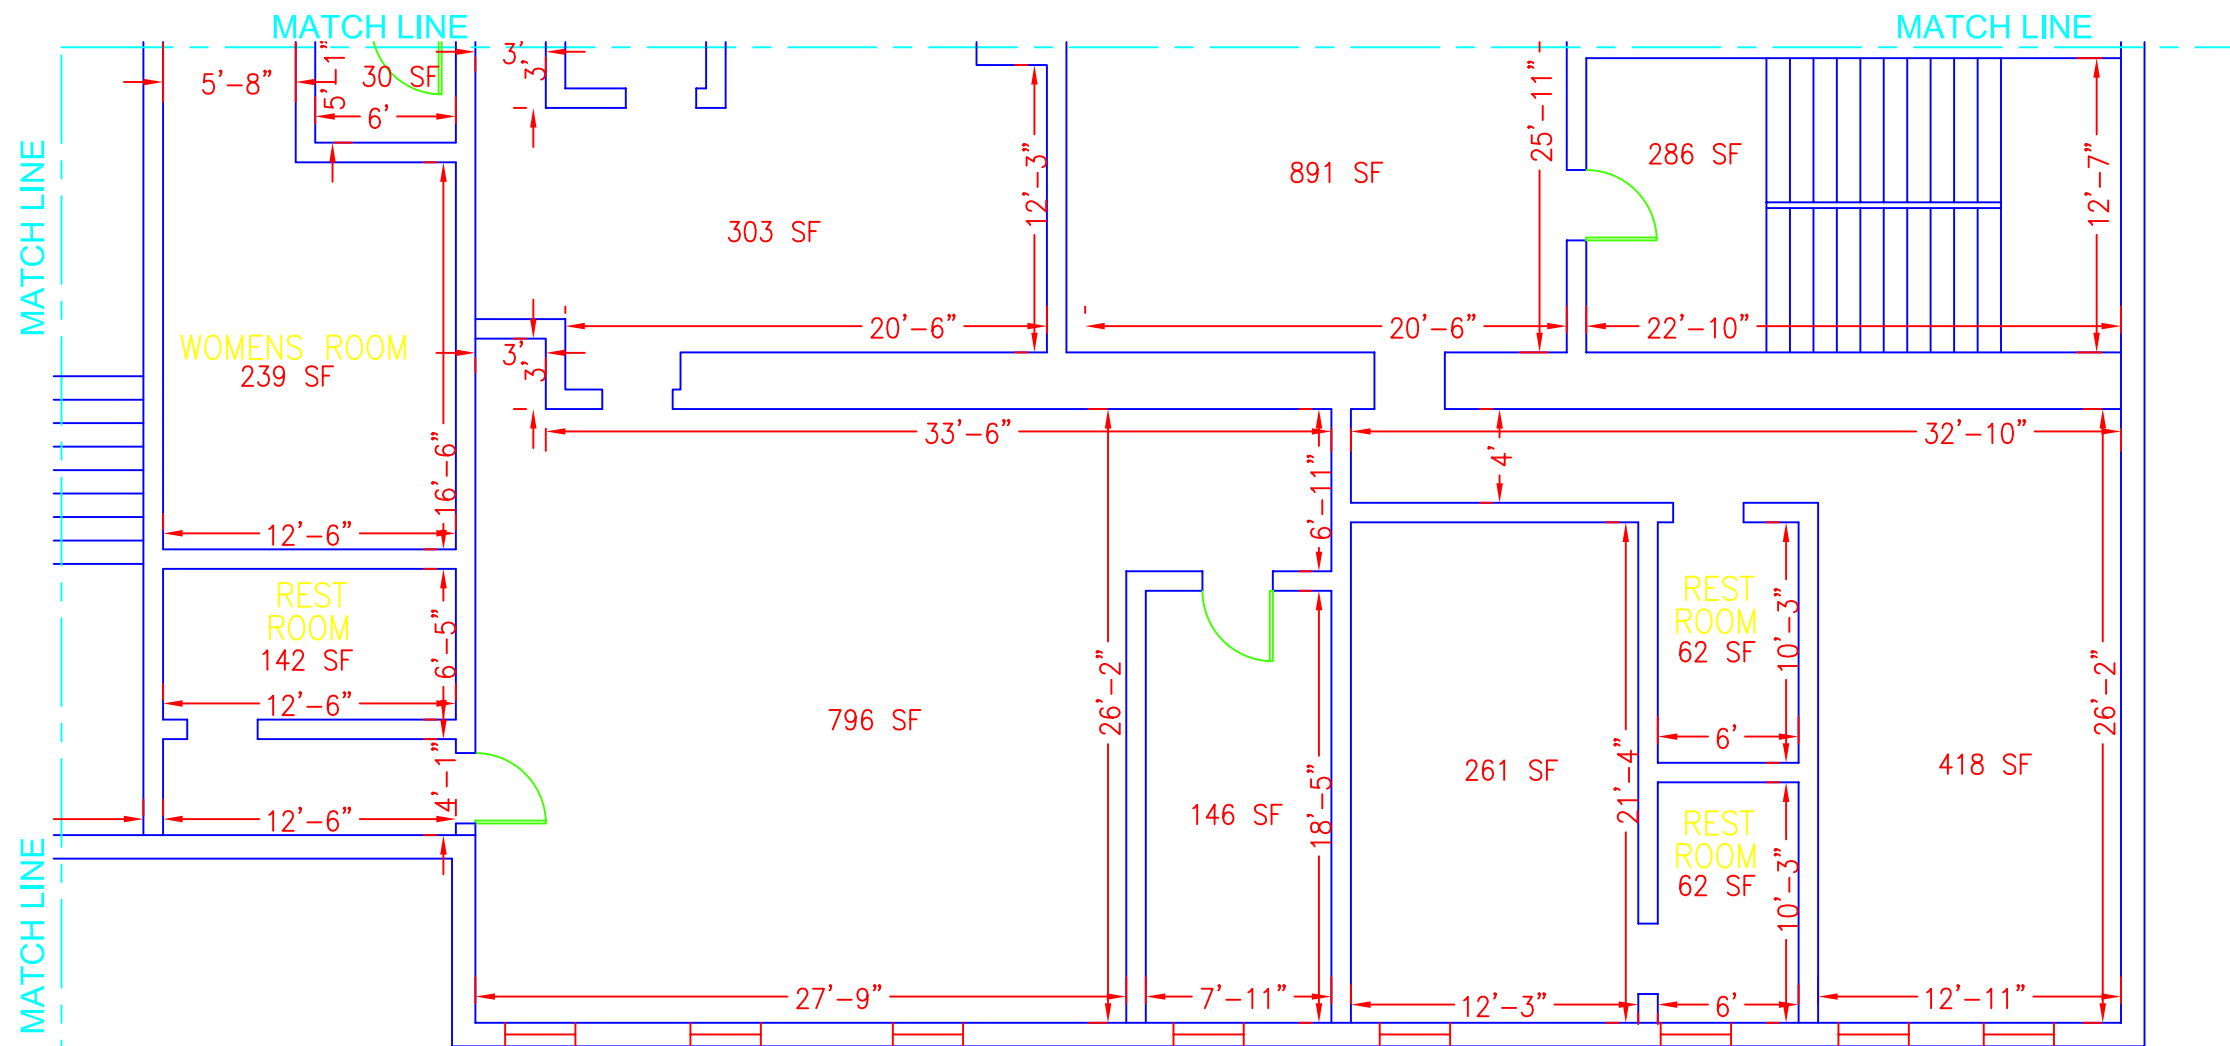 MATCH LINE
MATCH LINE
5'-8"
5'-1"
30 SF
6'
3'
3'
12'-3"
25'-11"
891 SF
286 SF
12'-7"
303 SF
MATCH LINE
WOMENS ROOM
239 SF
20'-6"
20'-6"
22'-10"
3'
3'
33'-6"
32'-10"
16'-6"
6'-11"
4'
12'-6"
REST
ROOM
142 SF
6'-5"
12'-6"
REST
ROOM
62 SF
10'-3"
796 SF
26'-2"
26'-2"
6'
4'-1"
261 SF
21'-4"
418 SF
12'-6"
146 SF
18'-5"
REST
ROOM
62 SF
10'-3"
MATCH LINE
27'-9"
7'-11"
12'-3"
6'
12'-11"